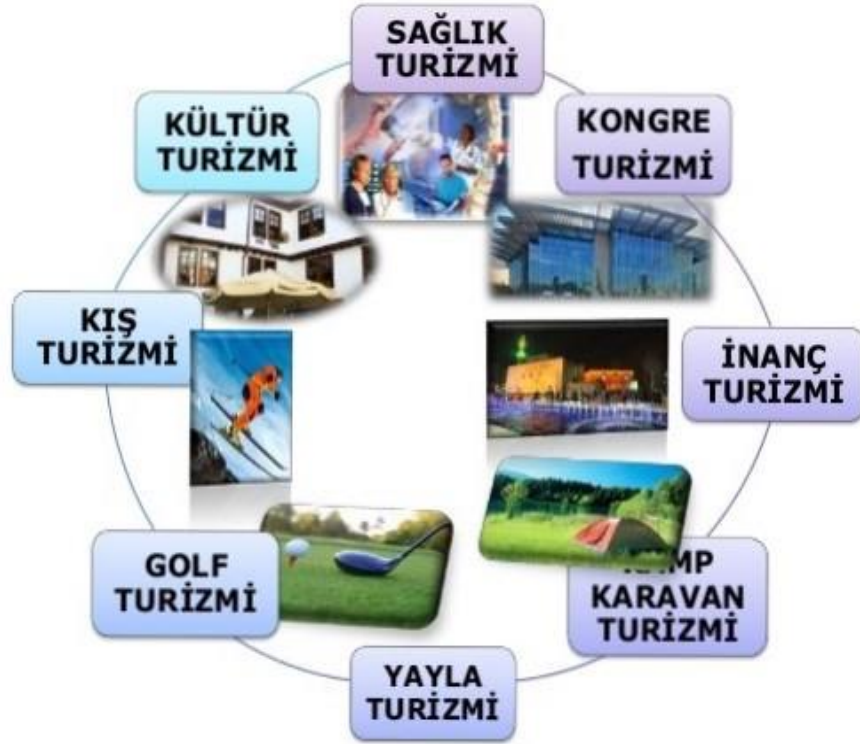 SAĞLIK
TURİZMİ
KONGRE
TURİZMİ
İNANÇ
TURİZMİ
KAMP
KARAVAN
TURİZMİ
YAYLA
TURİZMİ
GOLF
TURİZMİ
KIŞ
TURİZMİ
KÜLTÜR
TURİZMİ